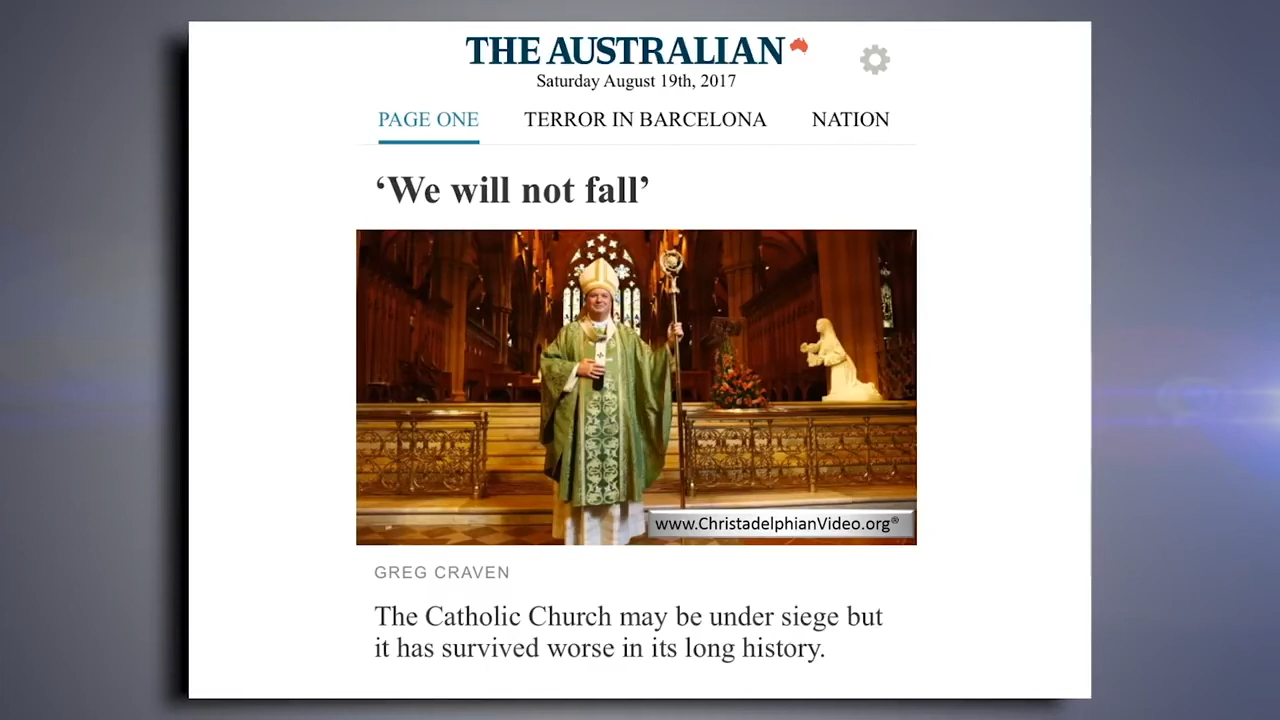 THE AUSTRALIAN
Saturday August 19th, 2017
PAGE ONE TERROR IN BARCELONA NATION
‘We will not fall’
www.ChristadelphianVideo.org®
GREG CRAVEN
The Catholic Church may be under siege but
it has survived worse in its long history.